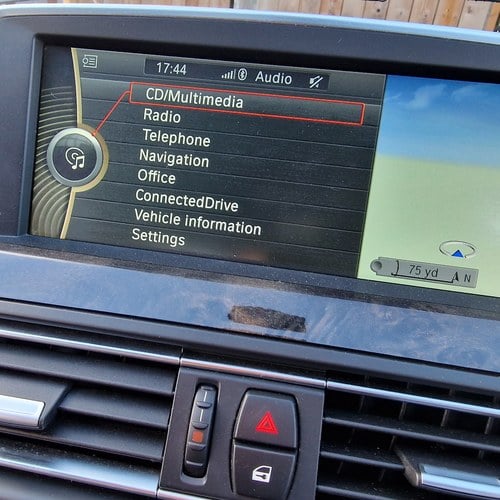 17:44 Audio
CD/Multimedia
Radio
Telephone
Navigation
Office
ConnectedDrive
Vehicle information
Settings
75 yd N